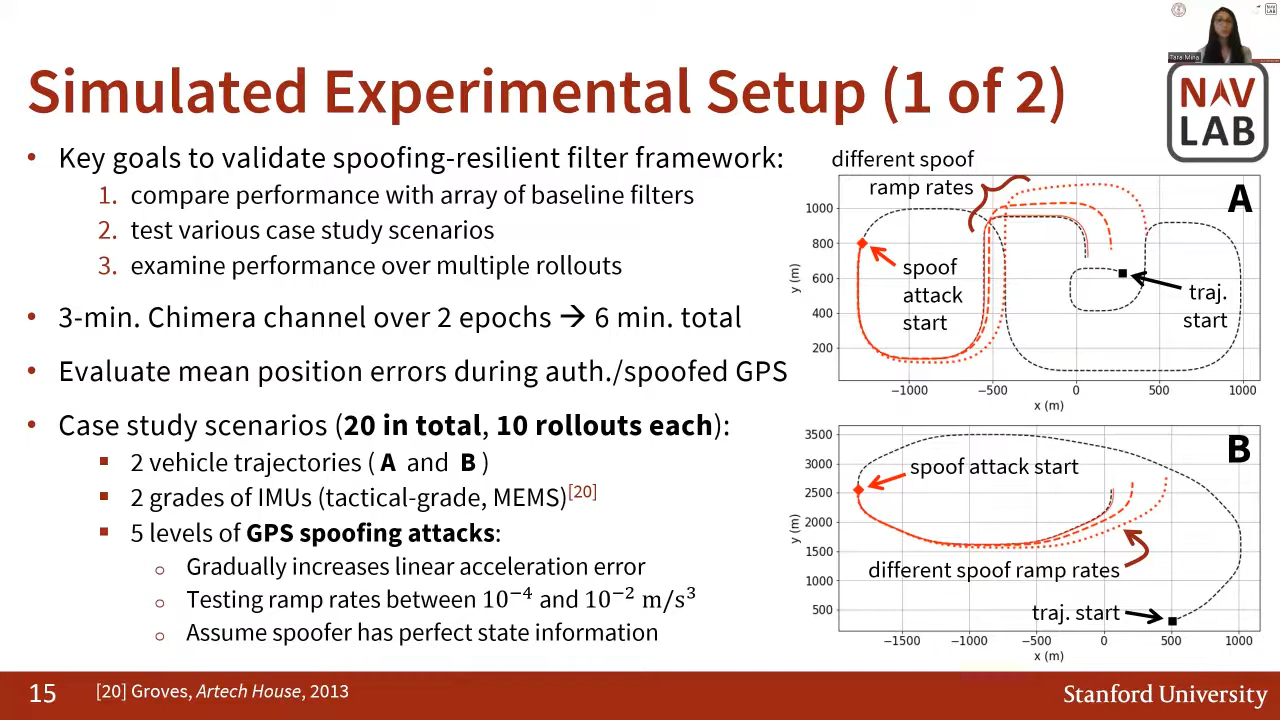 Simulated Experimental Setup (1 of 2)
Tara Mina
NAV
LAB
• Key goals to validate spoofing-resilient filter framework:
1. compare performance with array of baseline filters
2. test various case study scenarios
3. examine performance over multiple rollouts
• 3-min. Chimera channel over 2 epochs → 6 min. total
• Evaluate mean position errors during auth./spoofed GPS
• Case study scenarios (20 in total, 10 rollouts each):
▪ 2 vehicle trajectories ( A and B )
▪ 2 grades of IMUs (tactical-grade, MEMS)[20]
▪ 5 levels of GPS spoofing attacks:
○ Gradually increases linear acceleration error
○ Testing ramp rates between 10⁻⁴ and 10⁻² m/s³
○ Assume spoofer has perfect state information
different spoof
ramp rates
A
1000
800
600
400
200
y (m)
spoof
attack
start
traj.
start
−1000
−500
0
500
1000
x (m)
B
3500
3000
2500
2000
1500
1000
500
y (m)
spoof attack start
different spoof ramp rates
traj. start
−1500
−1000
−500
0
500
1000
x (m)
15
[20] Groves, Artech House, 2013
Stanford University